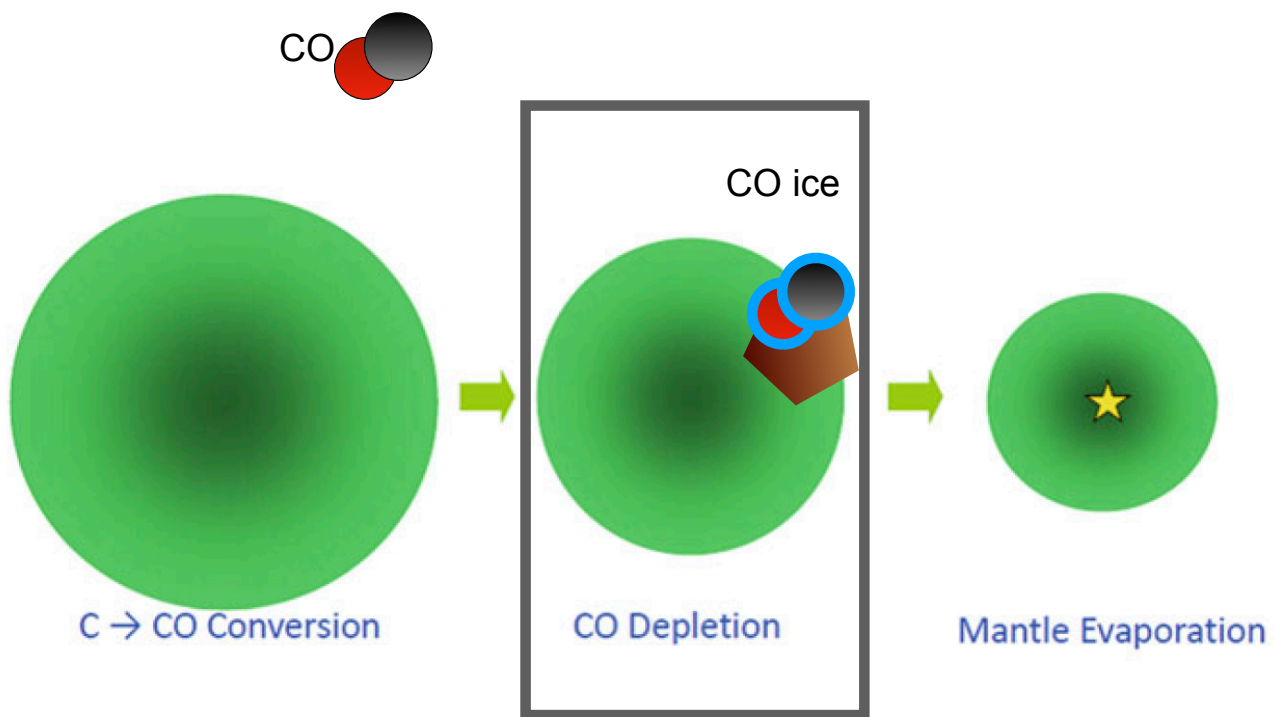 CO
CO ice
C → CO Conversion
CO Depletion
Mantle Evaporation